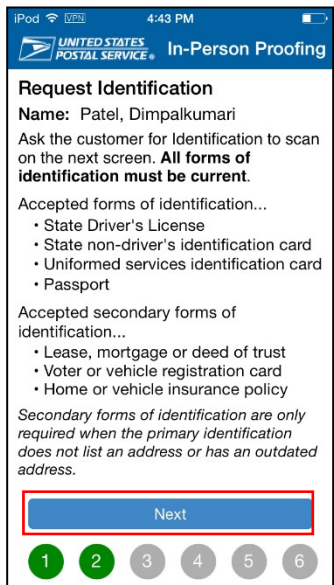 iPod VPN 4:43 PM
UNITED STATES
POSTAL SERVICE® In-Person Proofing
Request Identification
Name: Patel, Dimpalkumari
Ask the customer for Identification to scan
on the next screen. All forms of
identification must be current.
Accepted forms of identification...
• State Driver's License
• State non-driver's identification card
• Uniformed services identification card
• Passport
Accepted secondary forms of
identification...
• Lease, mortgage or deed of trust
• Voter or vehicle registration card
• Home or vehicle insurance policy
Secondary forms of identification are only
required when the primary identification
does not list an address or has an outdated
address.
Next
1 2 3 4 5 6